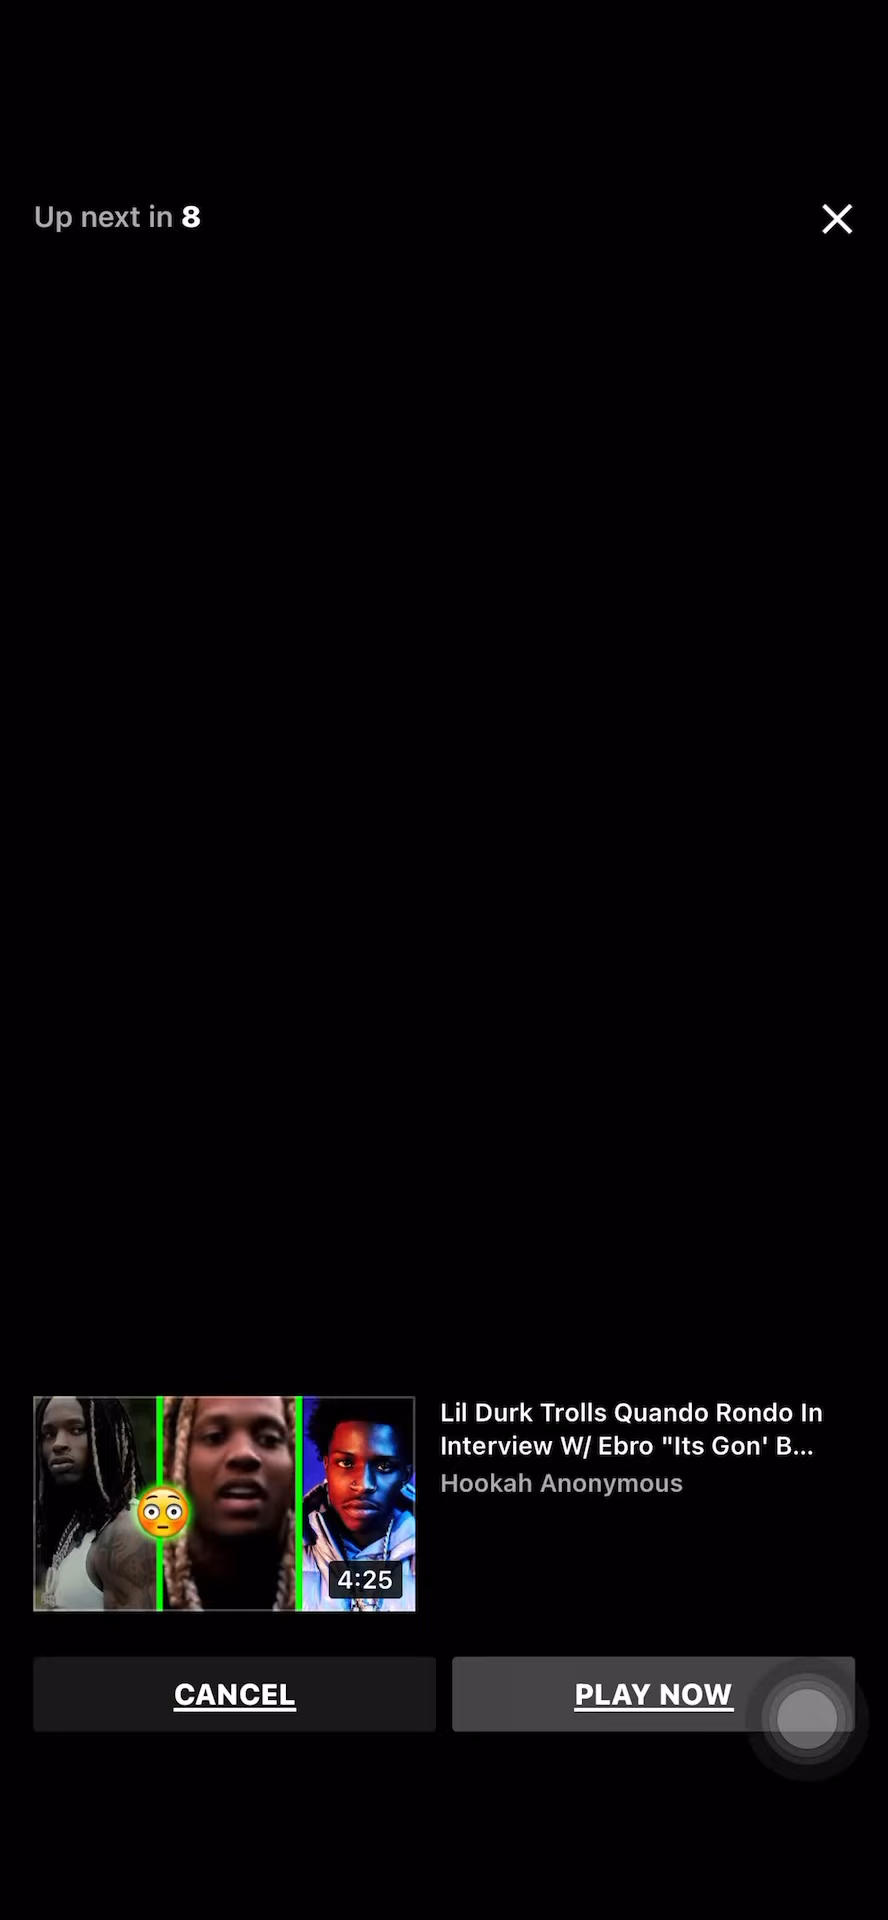 Up next in 8
Lil Durk Trolls Quando Rondo In
Interview W/ Ebro "Its Gon' B...
Hookah Anonymous
4:25
CANCEL
PLAY NOW